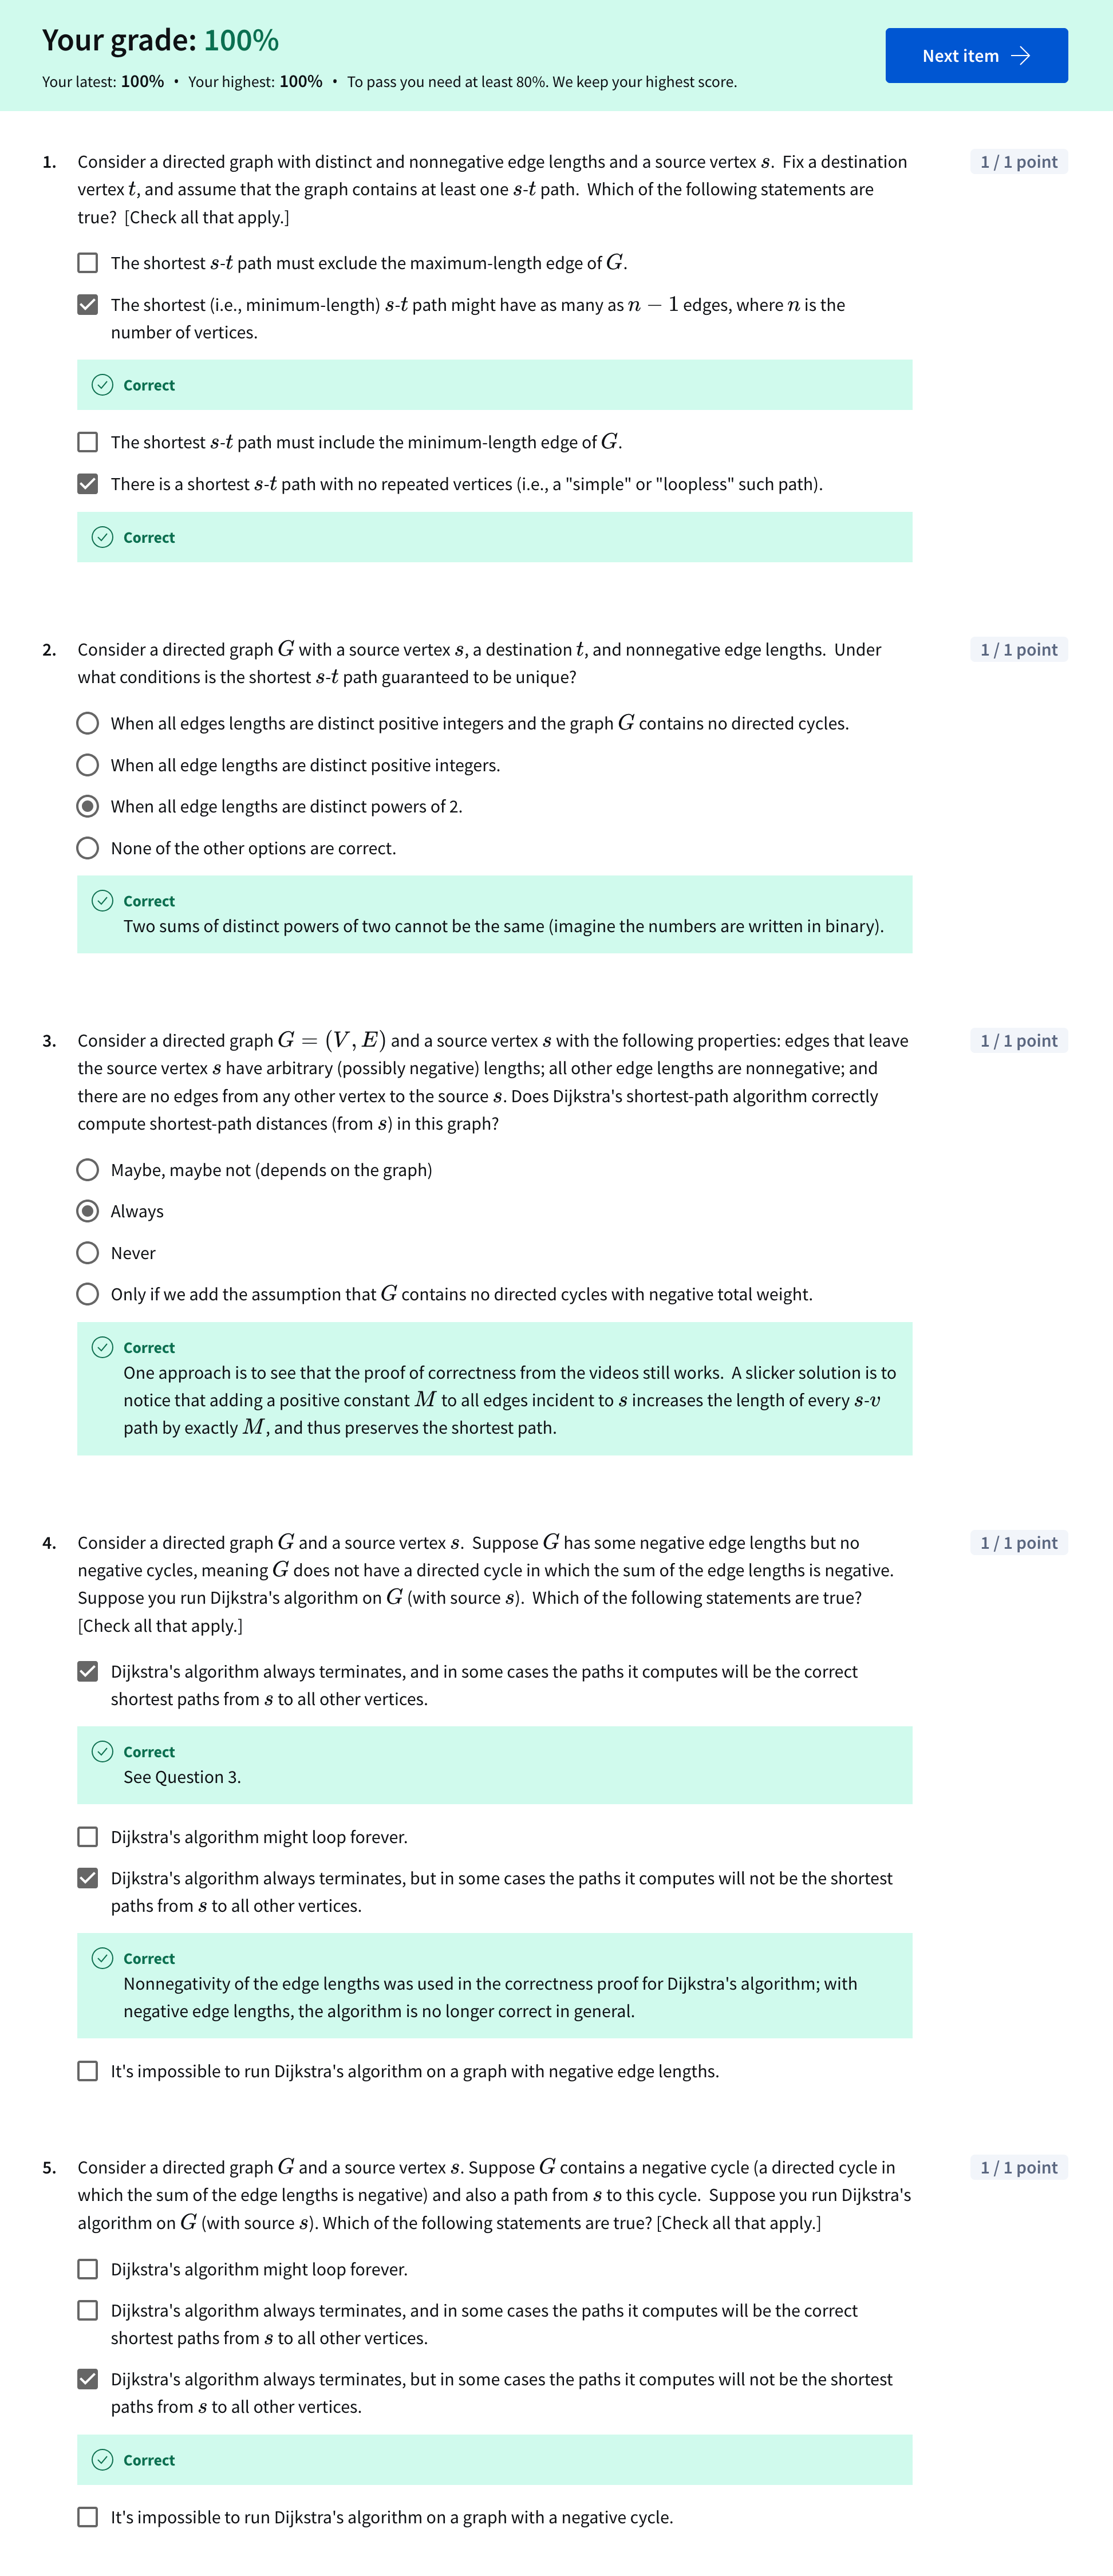 Your grade: 100%
Your latest: 100% • Your highest: 100% • To pass you need at least 80%. We keep your highest score.
Next item →
1. Consider a directed graph with distinct and nonnegative edge lengths and a source vertex s. Fix a destination
1 / 1 point
vertex t, and assume that the graph contains at least one s-t path. Which of the following statements are
true? [Check all that apply.]
The shortest s-t path must exclude the maximum-length edge of G.
The shortest (i.e., minimum-length) s-t path might have as many as n − 1 edges, where n is the
number of vertices.
Correct
The shortest s-t path must include the minimum-length edge of G.
There is a shortest s-t path with no repeated vertices (i.e., a "simple" or "loopless" such path).
Correct
2. Consider a directed graph G with a source vertex s, a destination t, and nonnegative edge lengths. Under
1 / 1 point
what conditions is the shortest s-t path guaranteed to be unique?
When all edges lengths are distinct positive integers and the graph G contains no directed cycles.
When all edge lengths are distinct positive integers.
When all edge lengths are distinct powers of 2.
None of the other options are correct.
Correct
Two sums of distinct powers of two cannot be the same (imagine the numbers are written in binary).
3. Consider a directed graph G = (V, E) and a source vertex s with the following properties: edges that leave
1 / 1 point
the source vertex s have arbitrary (possibly negative) lengths; all other edge lengths are nonnegative; and
there are no edges from any other vertex to the source s. Does Dijkstra's shortest-path algorithm correctly
compute shortest-path distances (from s) in this graph?
Maybe, maybe not (depends on the graph)
Always
Never
Only if we add the assumption that G contains no directed cycles with negative total weight.
Correct
One approach is to see that the proof of correctness from the videos still works. A slicker solution is to
notice that adding a positive constant M to all edges incident to s increases the length of every s-v
path by exactly M, and thus preserves the shortest path.
4. Consider a directed graph G and a source vertex s. Suppose G has some negative edge lengths but no
1 / 1 point
negative cycles, meaning G does not have a directed cycle in which the sum of the edge lengths is negative.
Suppose you run Dijkstra's algorithm on G (with source s). Which of the following statements are true?
[Check all that apply.]
Dijkstra's algorithm always terminates, and in some cases the paths it computes will be the correct
shortest paths from s to all other vertices.
Correct
See Question 3.
Dijkstra's algorithm might loop forever.
Dijkstra's algorithm always terminates, but in some cases the paths it computes will not be the shortest
paths from s to all other vertices.
Correct
Nonnegativity of the edge lengths was used in the correctness proof for Dijkstra's algorithm; with
negative edge lengths, the algorithm is no longer correct in general.
It's impossible to run Dijkstra's algorithm on a graph with negative edge lengths.
5. Consider a directed graph G and a source vertex s. Suppose G contains a negative cycle (a directed cycle in
1 / 1 point
which the sum of the edge lengths is negative) and also a path from s to this cycle. Suppose you run Dijkstra's
algorithm on G (with source s). Which of the following statements are true? [Check all that apply.]
Dijkstra's algorithm might loop forever.
Dijkstra's algorithm always terminates, and in some cases the paths it computes will be the correct
shortest paths from s to all other vertices.
Dijkstra's algorithm always terminates, but in some cases the paths it computes will not be the shortest
paths from s to all other vertices.
Correct
It's impossible to run Dijkstra's algorithm on a graph with a negative cycle.